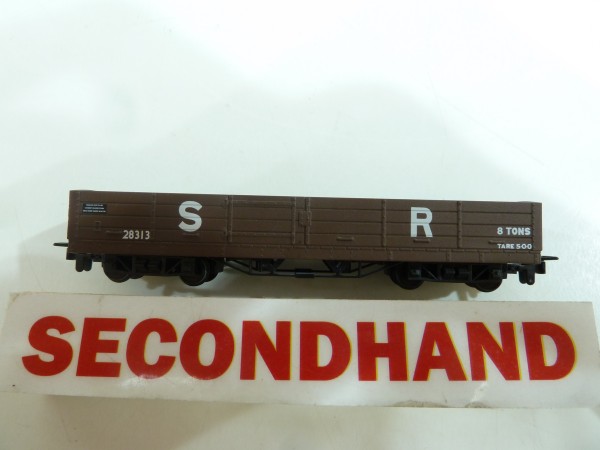 S R
28313
8 TONS
TARE 500
SECONDHAND